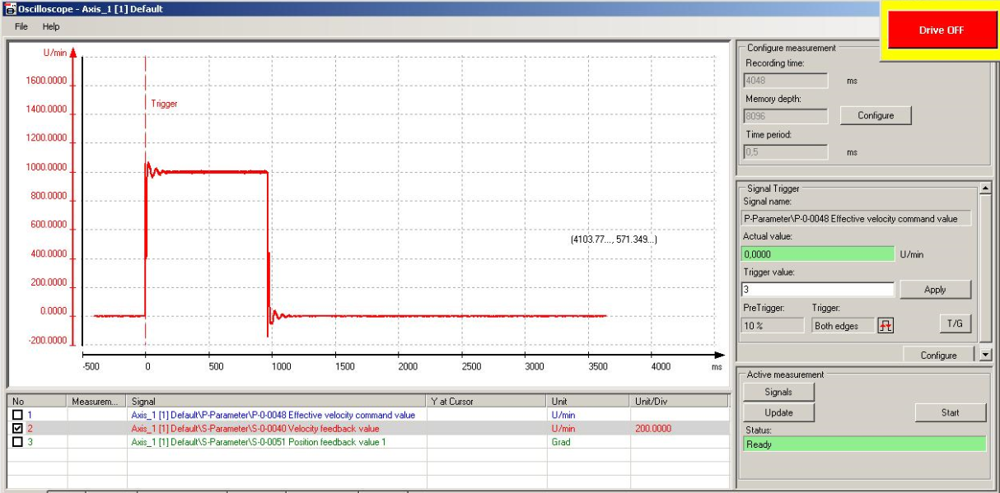 Oscilloscope - Axis_1 [1] Default
Drive OFF
File Help
U/min
1600.0000
1400.0000
1200.0000
1000.0000
800.0000
600.0000
400.0000
200.0000
0.0000
-200.0000
Trigger
(4103.77..., 571.349...)
-500 0 500 1000 1500 2000 2500 3000 3500 4000 ms
Configure measurement
Recording time:
4048 ms
Memory depth:
8096 Configure
Time period:
0,5 ms
Signal Trigger
Signal name:
P-Parameter\P-0-0048 Effective velocity command value
Actual value:
0,0000 U/min
Trigger value:
3 Apply
PreTrigger: Trigger:
10 % Both edges T/G
Configure
Active measurement
Signals
Update Start
Status:
Ready
No Measurem... Signal Y at Cursor Unit Unit/Div
1 Axis_1 [1] Default\P-Parameter\P-0-0048 Effective velocity command value U/min
2 Axis_1 [1] Default\S-Parameter\S-0-0040 Velocity feedback value U/min 200.0000
3 Axis_1 [1] Default\S-Parameter\S-0-0051 Position feedback value 1 Grad